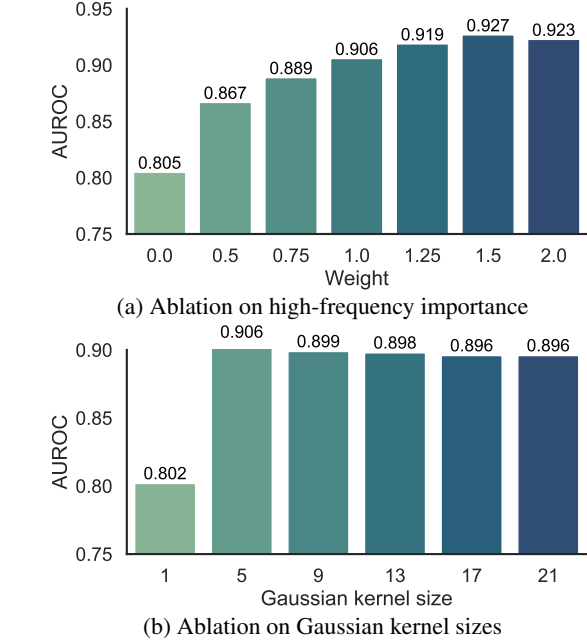 0.95
0.90
0.85
0.80
0.75
AUROC
0.805
0.867
0.889
0.906
0.919
0.927
0.923
0.0 0.5 0.75 1.0 1.25 1.5 2.0
Weight
(a) Ablation on high-frequency importance
0.90
0.85
0.80
0.75
AUROC
0.802
0.906
0.899
0.898
0.896
0.896
1 5 9 13 17 21
Gaussian kernel size
(b) Ablation on Gaussian kernel sizes